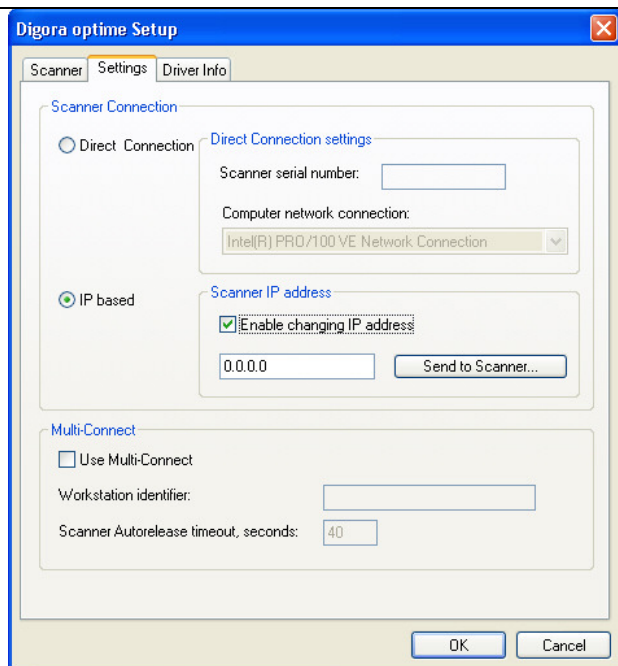 Digora optime Setup
Scanner Settings Driver Info
Scanner Connection
Direct Connection
Direct Connection settings
Scanner serial number:
Computer network connection:
Intel(R) PRO/100 VE Network Connection
IP based
Scanner IP address
Enable changing IP address
0.0.0.0 Send to Scanner...
Multi-Connect
Use Multi-Connect
Workstation identifier:
Scanner Autorelease timeout, seconds: 40
OK Cancel